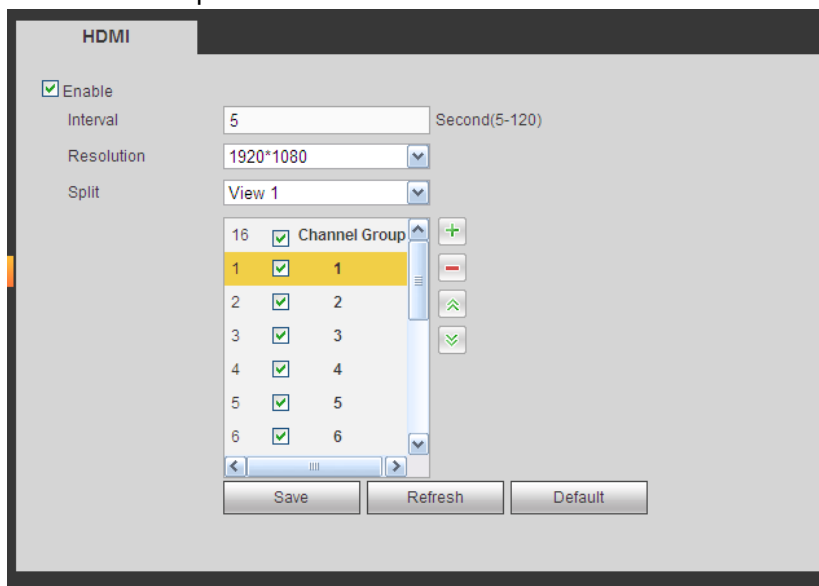 HDMI
Enable
Interval 5 Second(5-120)
Resolution 1920*1080
Split View 1
16 Channel Group
1 1
2 2
3 3
4 4
5 5
6 6
Save Refresh Default